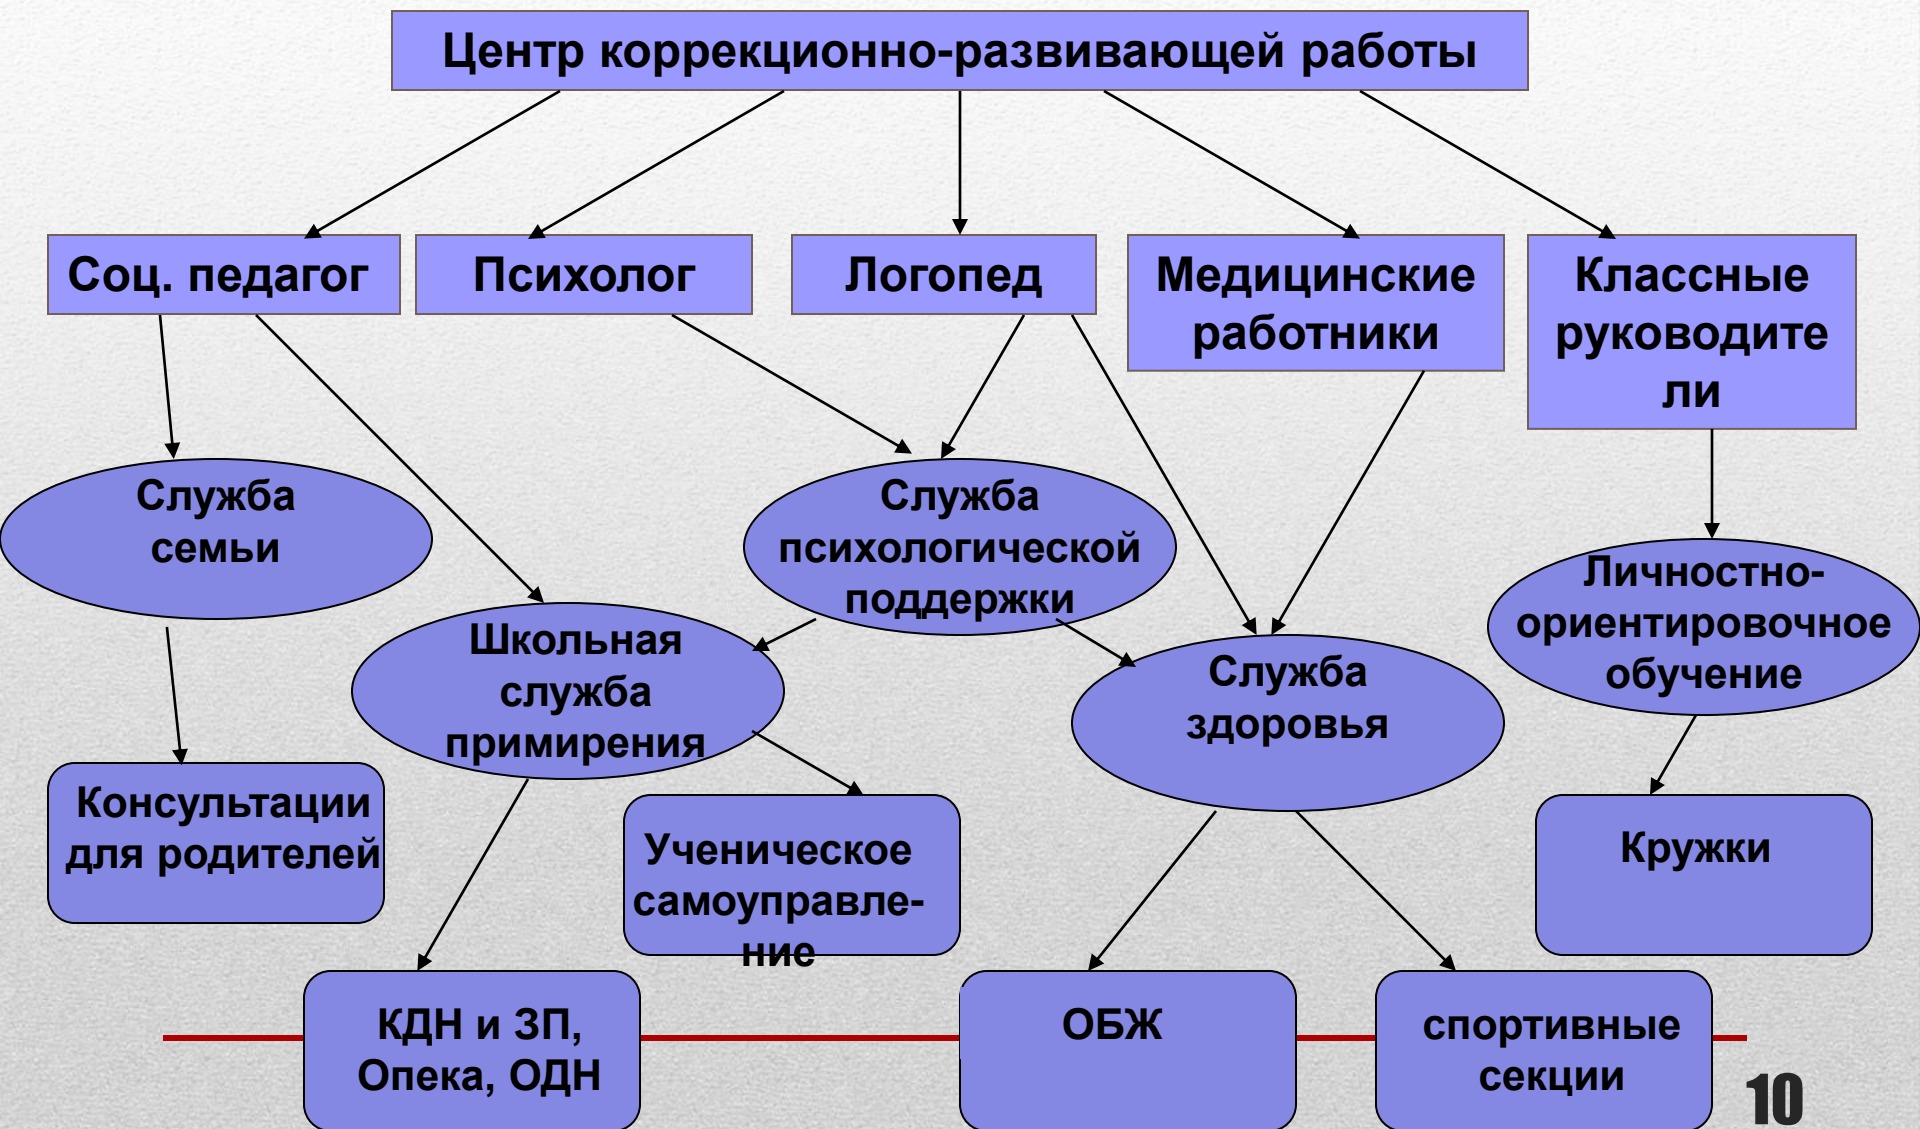 Центр коррекционно-развивающей работы
Соц. педагог
Психолог
Логопед
Медицинские
работники
Классные
руководите
ли
Служба
семьи
Служба
психологической
поддержки
Личностно-
ориентировочное
обучение
Школьная
служба
примирения
Служба
здоровья
Консультации
для родителей
Ученическое
самоуправле-
ние
Кружки
КДН и ЗП,
Опека, ОДН
ОБЖ
спортивные
секции
10